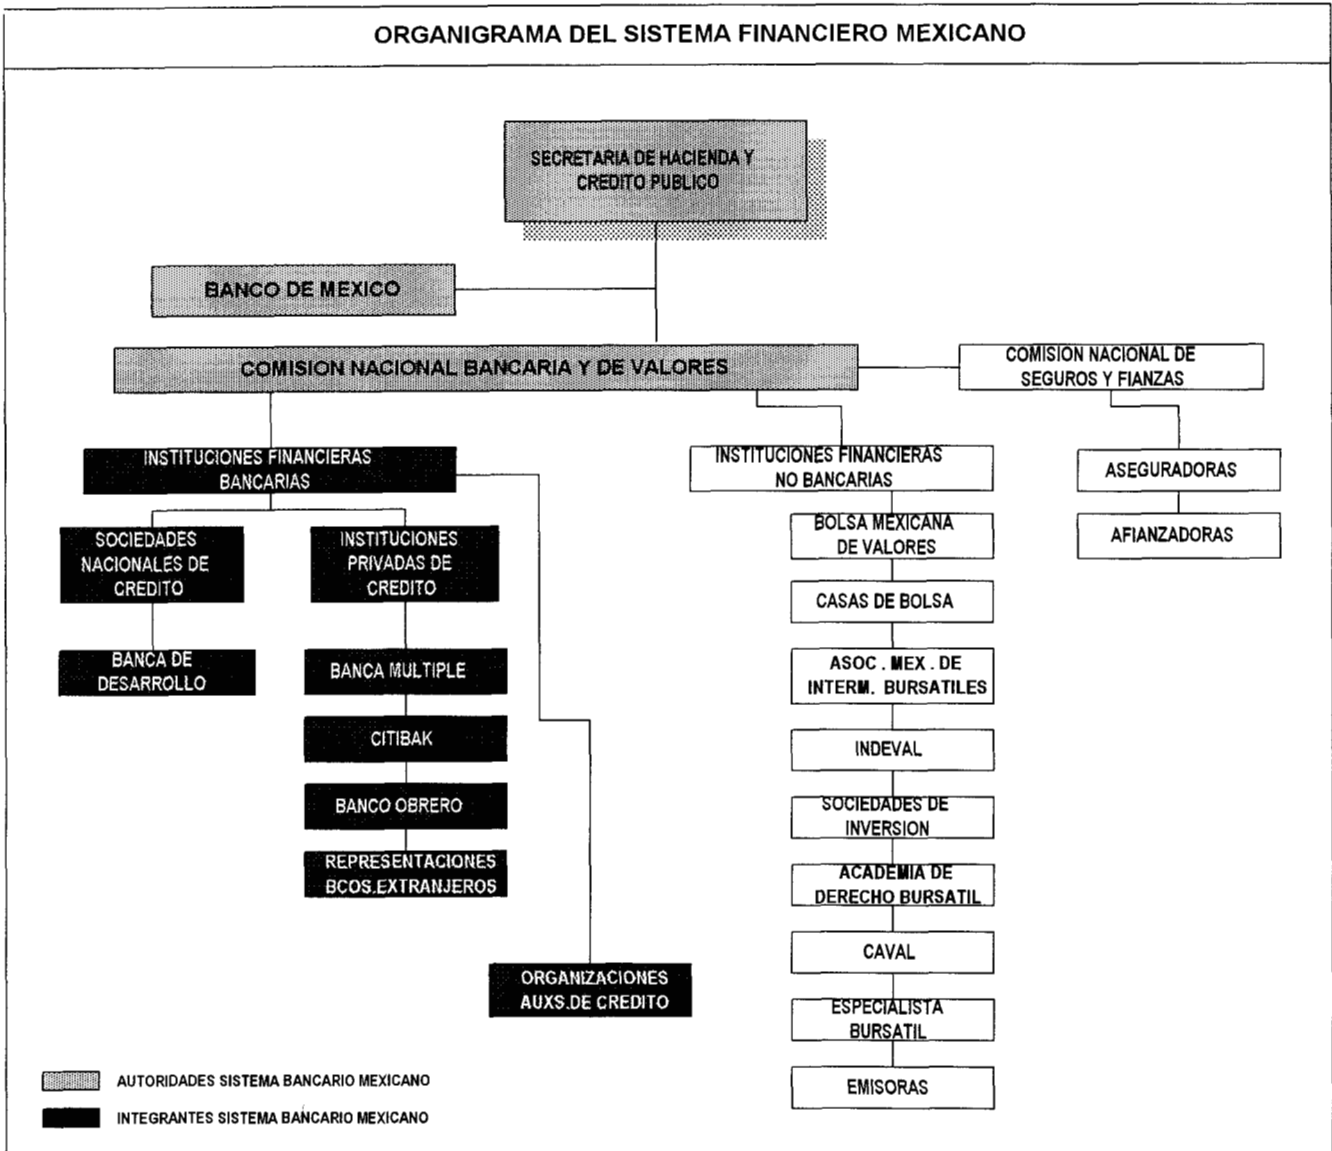 ORGANIGRAMA DEL SISTEMA FINANCIERO MEXICANO
SECRETARIA DE HACIENDA Y
CREDITO PUBLICO
BANCO DE MEXICO
COMISION NACIONAL BANCARIA Y DE VALORES
COMISION NACIONAL DE
SEGUROS Y FIANZAS
INSTITUCIONES FINANCIERAS
BANCARIAS
SOCIEDADES
NACIONALES DE
CREDITO
BANCA DE
DESARROLLO
INSTITUCIONES
PRIVADAS DE
CREDITO
BANCA MULTIPLE
CITIBAK
BANCO OBRERO
REPRESENTACIONES
BCOS.EXTRANJEROS
ORGANIZACIONES
AUXS.DE CREDITO
INSTITUCIONES FINANCIERAS
NO BANCARIAS
BOLSA MEXICANA
DE VALORES
CASAS DE BOLSA
ASOC . MEX . DE
INTERM. BURSATILES
INDEVAL
SOCIEDADES DE
INVERSION
ACADEMIA DE
DERECHO BURSATIL
CAVAL
ESPECIALISTA
BURSATIL
EMISORAS
ASEGURADORAS
AFIANZADORAS
AUTORIDADES SISTEMA BANCARIO MEXICANO
INTEGRANTES SISTEMA BANCARIO MEXICANO